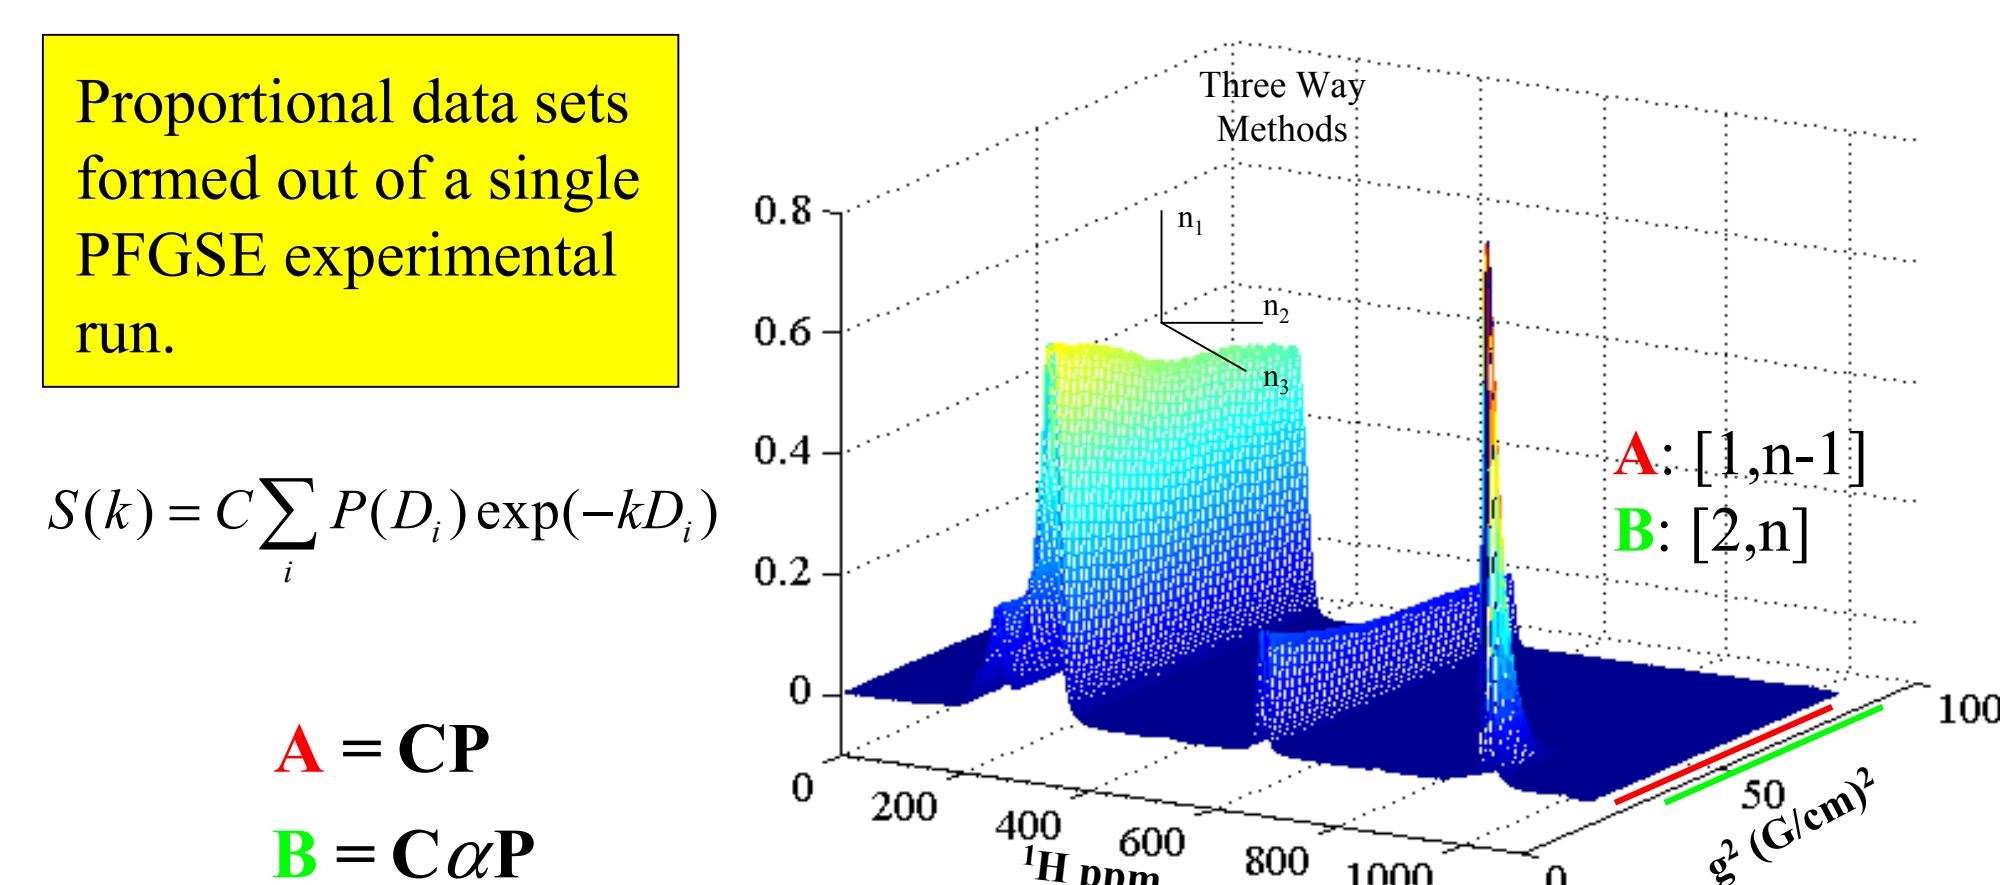 Proportional data sets
formed out of a single
PFGSE experimental
run.
S(k) = C∑ᵢ P(Dᵢ) exp(−kDᵢ)
A = CP
B = CαP
Three Way
Methods
n₁
n₂
n₃
0.8
0.6
0.4
0.2
0
A: [1,n-1]
B: [2,n]
0
200
400
600
800
1000
¹H ppm
0
50
100
g² (G/cm)²